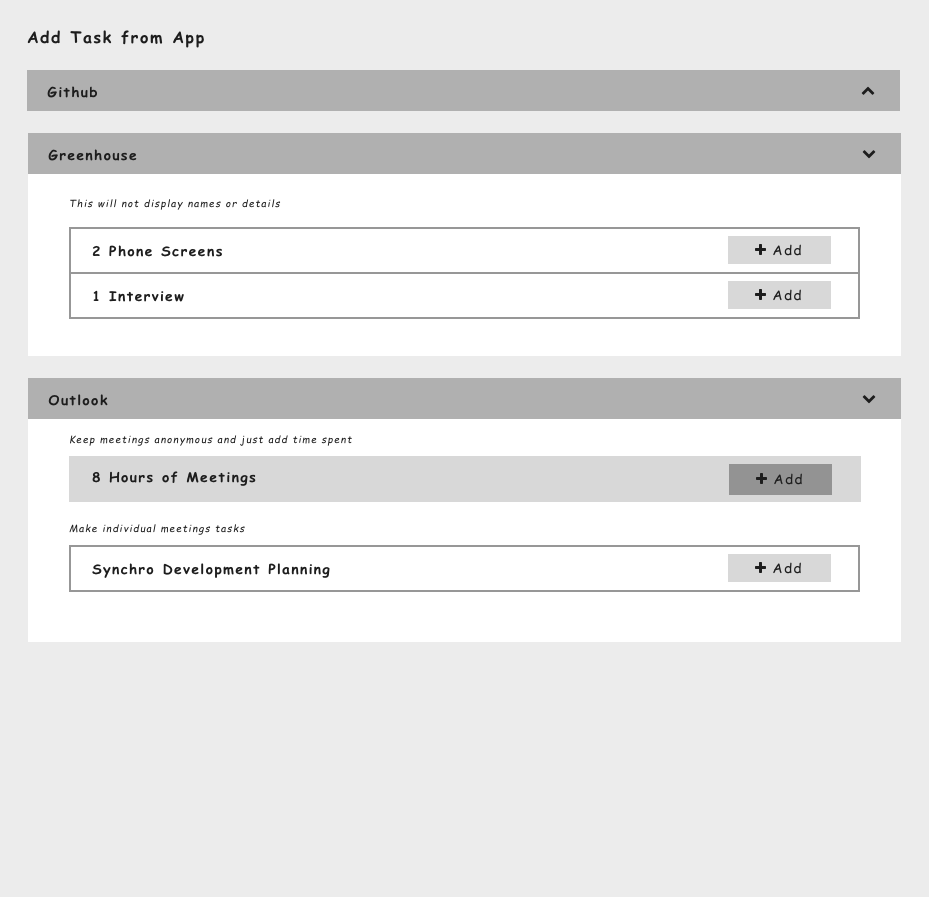 Add Task from App
Github
Greenhouse
This will not display names or details
2 Phone Screens
+ Add
1 Interview
+ Add
Outlook
Keep meetings anonymous and just add time spent
8 Hours of Meetings
+ Add
Make individual meetings tasks
Synchro Development Planning
+ Add